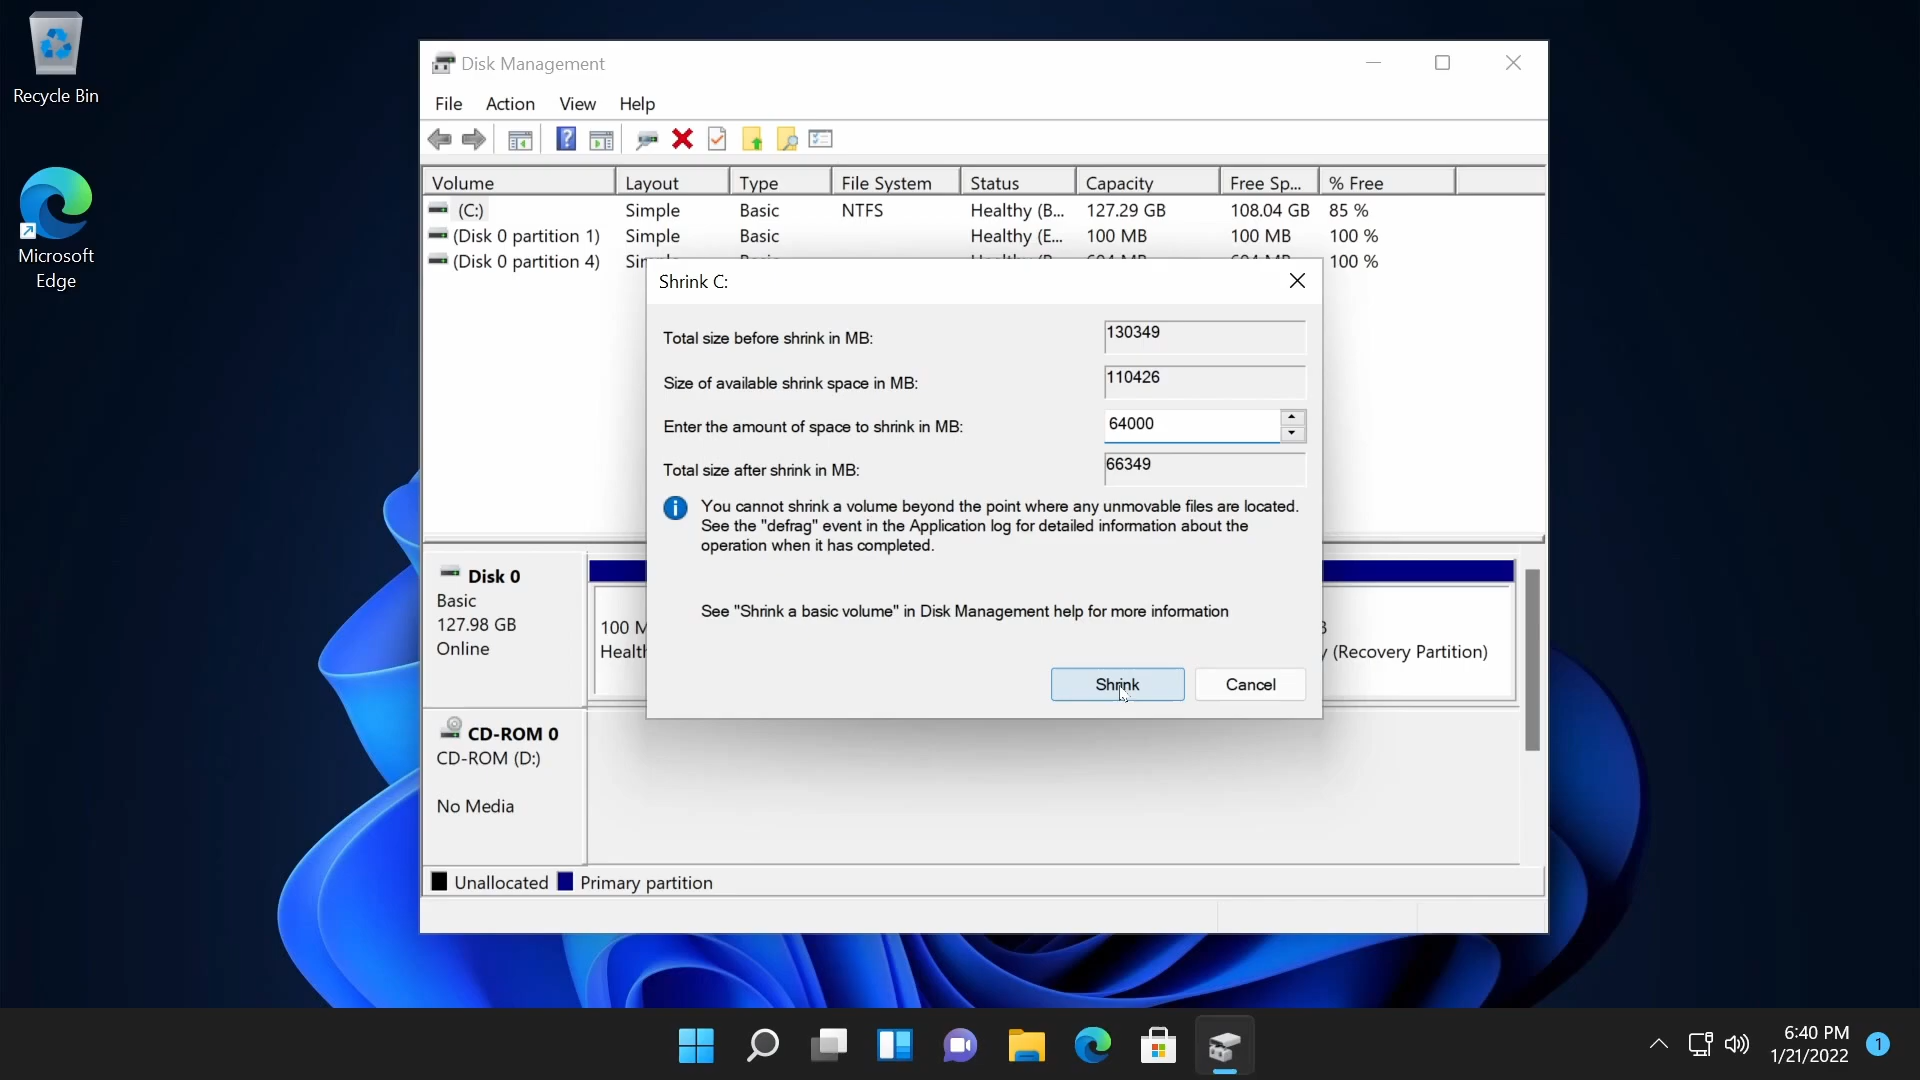 Recycle Bin
Microsoft
Edge
Disk Management
File Action View Help
Volume Layout Type File System Status Capacity Free Sp... % Free
(C:) Simple Basic NTFS Healthy (B... 127.29 GB 108.04 GB 85 %
(Disk 0 partition 1) Simple Basic Healthy (E... 100 MB 100 MB 100 %
(Disk 0 partition 4) 100 %
Shrink C:
Total size before shrink in MB: 130349
Size of available shrink space in MB: 110426
Enter the amount of space to shrink in MB: 64000
Total size after shrink in MB: 66349
You cannot shrink a volume beyond the point where any unmovable files are located.
See the "defrag" event in the Application log for detailed information about the
operation when it has completed.
See "Shrink a basic volume" in Disk Management help for more information
Shrink Cancel
Disk 0
Basic
127.98 GB
Online
100 M
Healt
(Recovery Partition)
CD-ROM 0
CD-ROM (D:)
No Media
Unallocated Primary partition
6:40 PM
1/21/2022
1